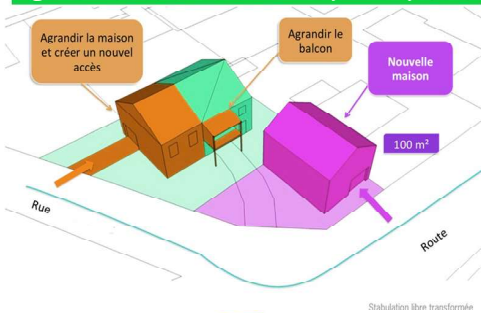 Agrandir la maison
et créer un nouvel
accès
Agrandir le
balcon
Nouvelle
maison
100 m²
Rue
Route
Stabulation libre transformée